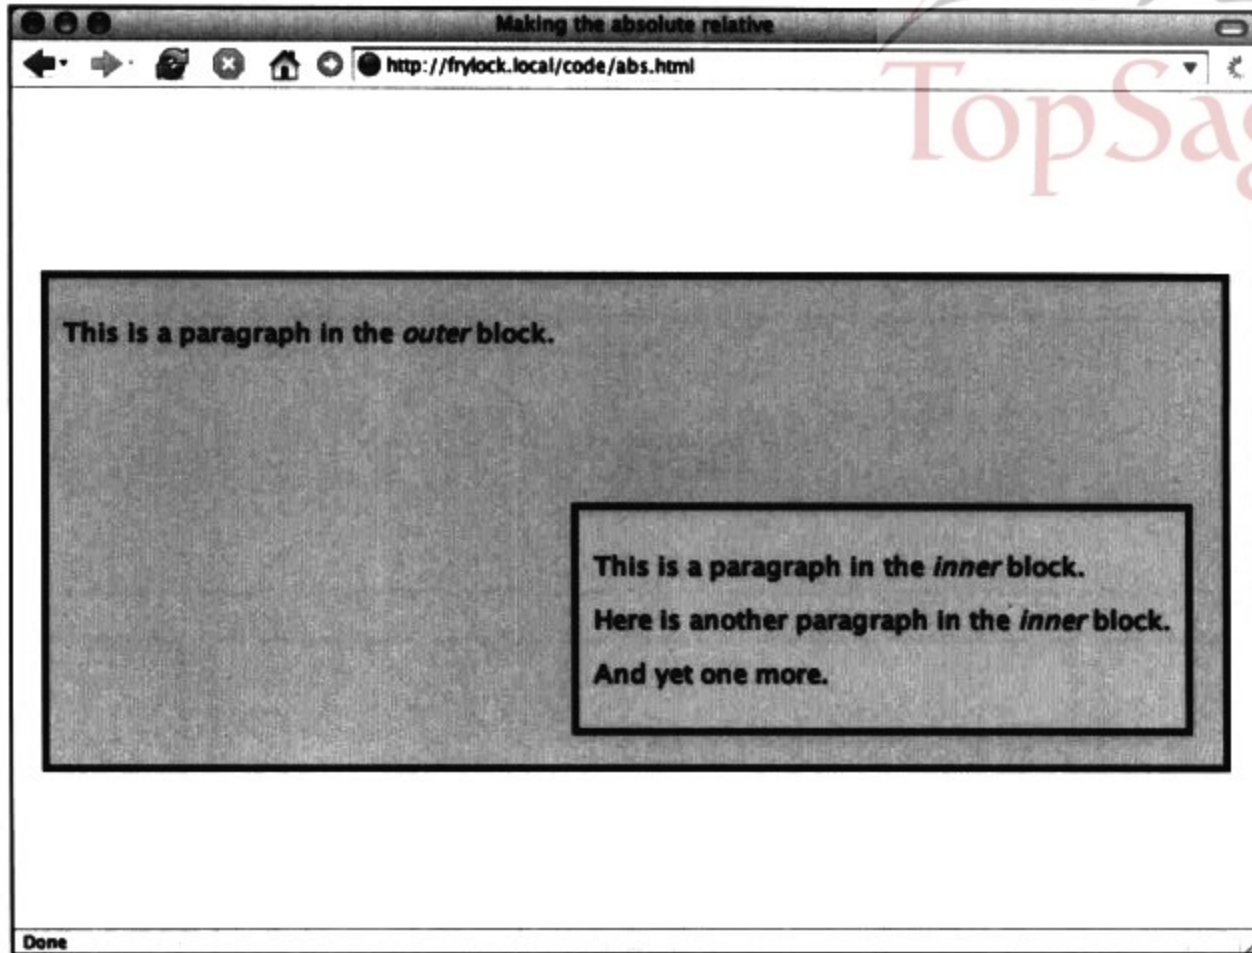 Making the absolute relative
http://frylock.local/code/abs.html
TopSag
This is a paragraph in the outer block.
This is a paragraph in the inner block.
Here is another paragraph in the inner block.
And yet one more.
Done